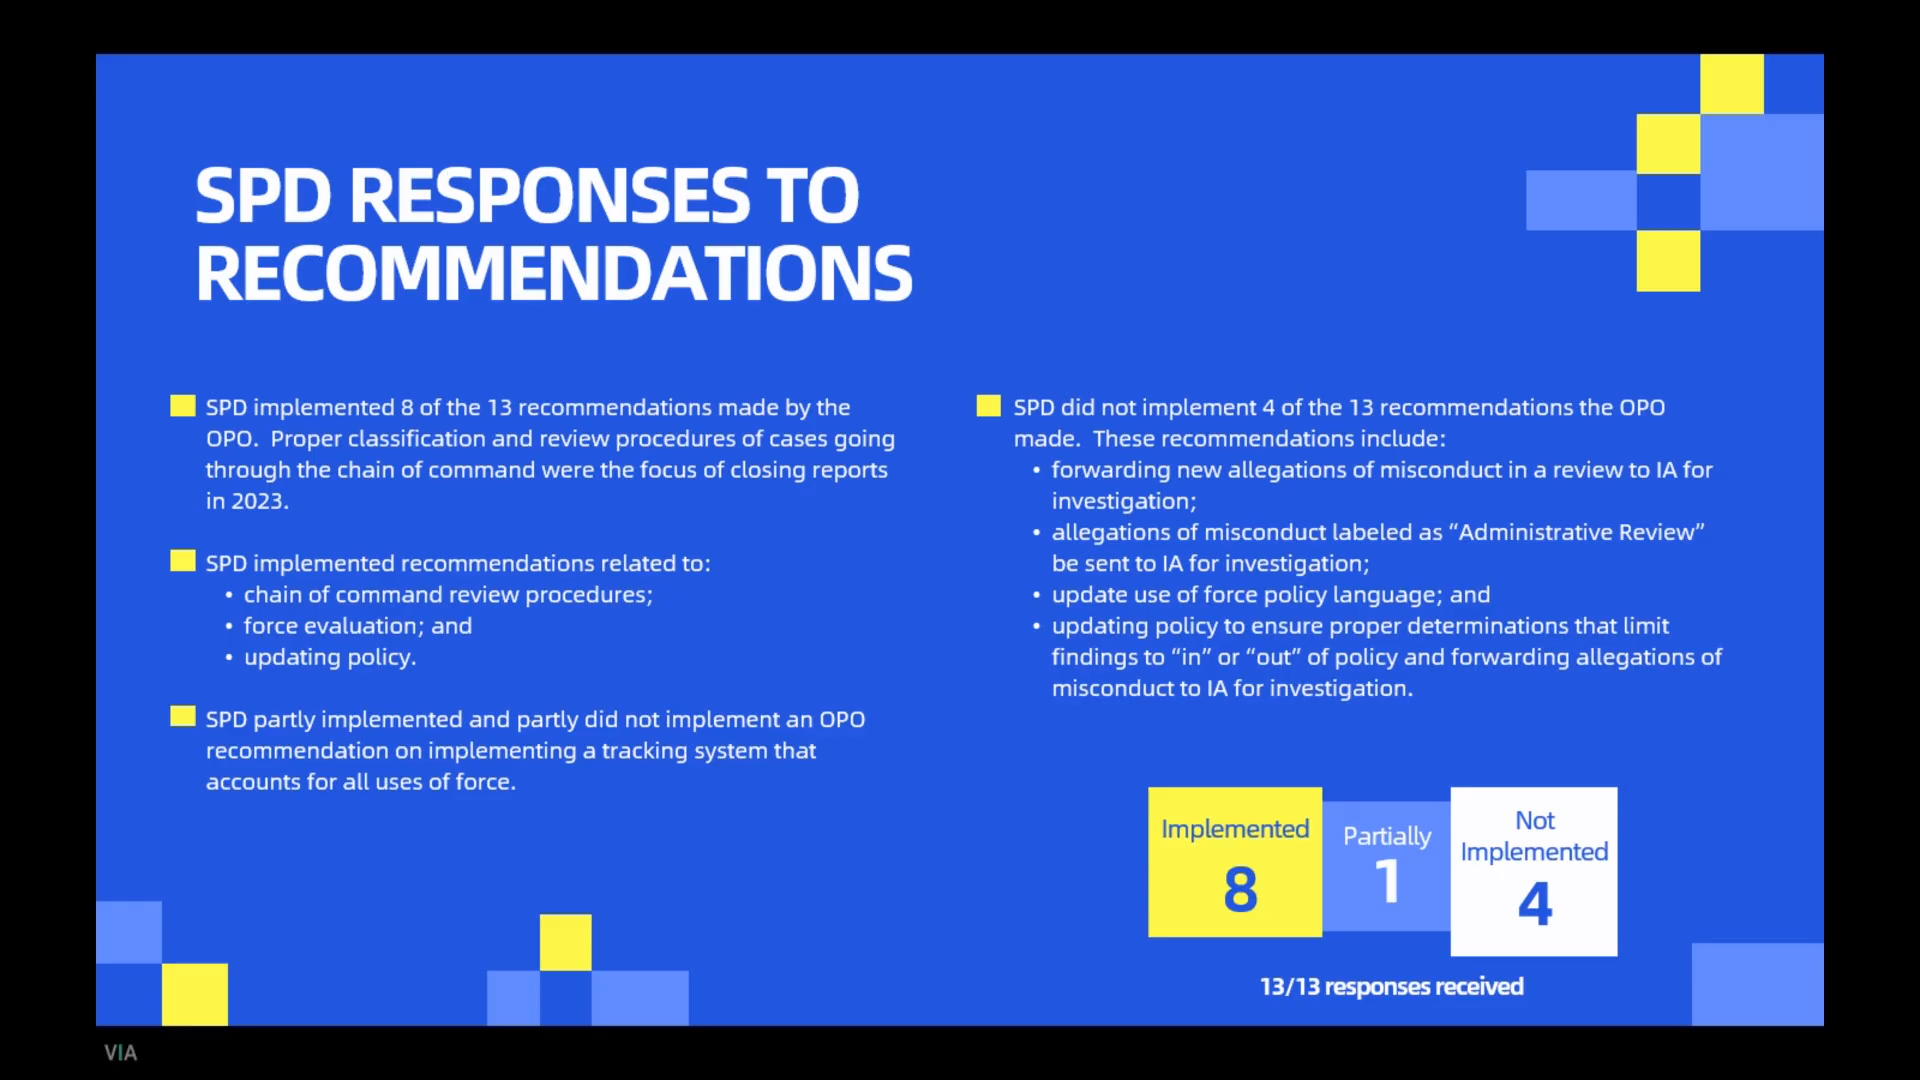 SPD RESPONSES TO
RECOMMENDATIONS
SPD implemented 8 of the 13 recommendations made by the
OPO.  Proper classification and review procedures of cases going
through the chain of command were the focus of closing reports
in 2023.
SPD implemented recommendations related to:
• chain of command review procedures;
• force evaluation; and
• updating policy.
SPD partly implemented and partly did not implement an OPO
recommendation on implementing a tracking system that
accounts for all uses of force.
SPD did not implement 4 of the 13 recommendations the OPO
made.  These recommendations include:
• forwarding new allegations of misconduct in a review to IA for
investigation;
• allegations of misconduct labeled as “Administrative Review”
be sent to IA for investigation;
• update use of force policy language; and
• updating policy to ensure proper determinations that limit
findings to “in” or “out” of policy and forwarding allegations of
misconduct to IA for investigation.
Implemented
8
Partially
1
Not
Implemented
4
13/13 responses received
VIA